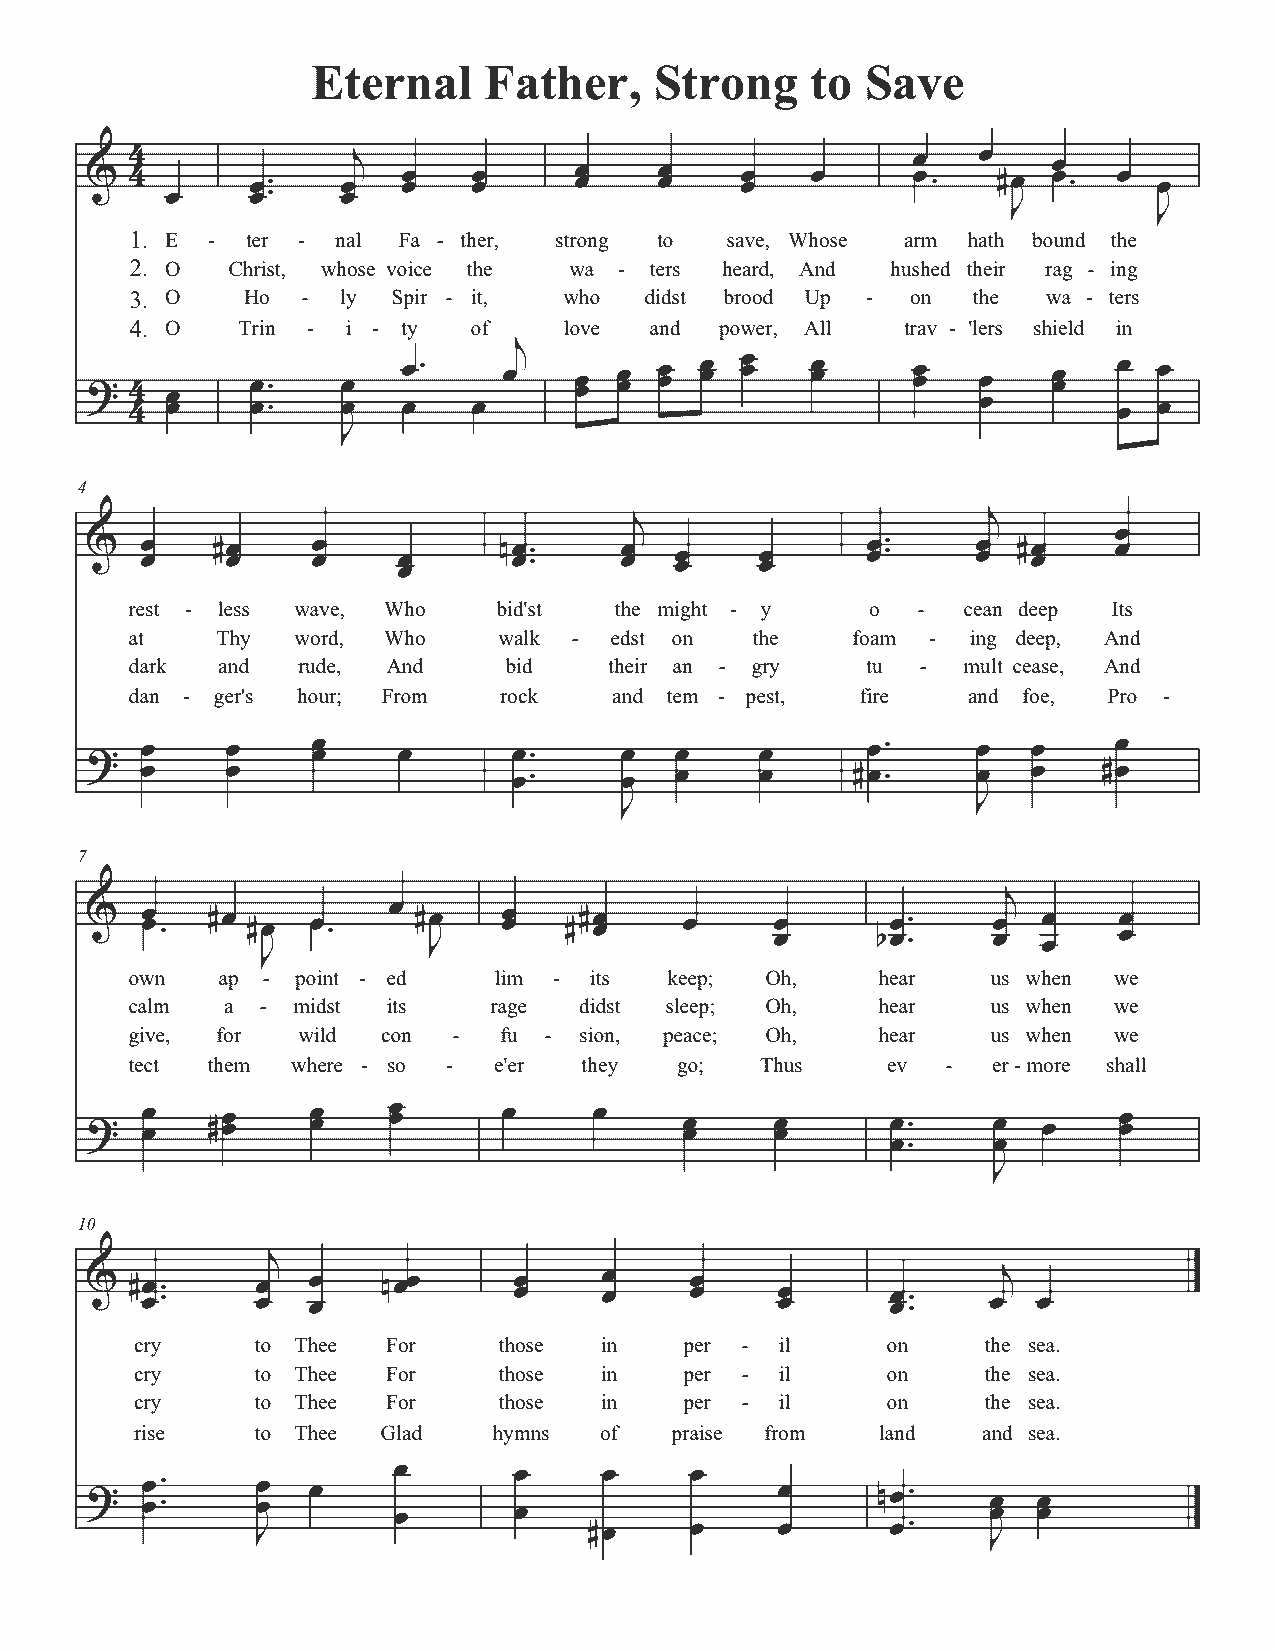 Eternal Father, Strong to Save
4
4
1. E - ter - nal Fa - ther, strong to save, Whose arm hath bound the
2. O Christ, whose voice the wa - ters heard, And hushed their rag - ing
3. O Ho - ly Spir - it, who didst brood Up - on the wa - ters
4. O Trin - i - ty of love and power, All trav - 'lers shield in
4
4
4
rest - less wave, Who bid'st the might - y o - cean deep Its
at Thy word, Who walk - edst on the foam - ing deep, And
dark and rude, And bid their an - gry tu - mult cease, And
dan - ger's hour; From rock and tem - pest, fire and foe, Pro -
7
own ap - point - ed lim - its keep; Oh, hear us when we
calm a - midst its rage didst sleep; Oh, hear us when we
give, for wild con - fu - sion, peace; Oh, hear us when we
tect them where - so - e'er they go; Thus ev - er - more shall
10
cry to Thee For those in per - il on the sea.
cry to Thee For those in per - il on the sea.
cry to Thee For those in per - il on the sea.
rise to Thee Glad hymns of praise from land and sea.